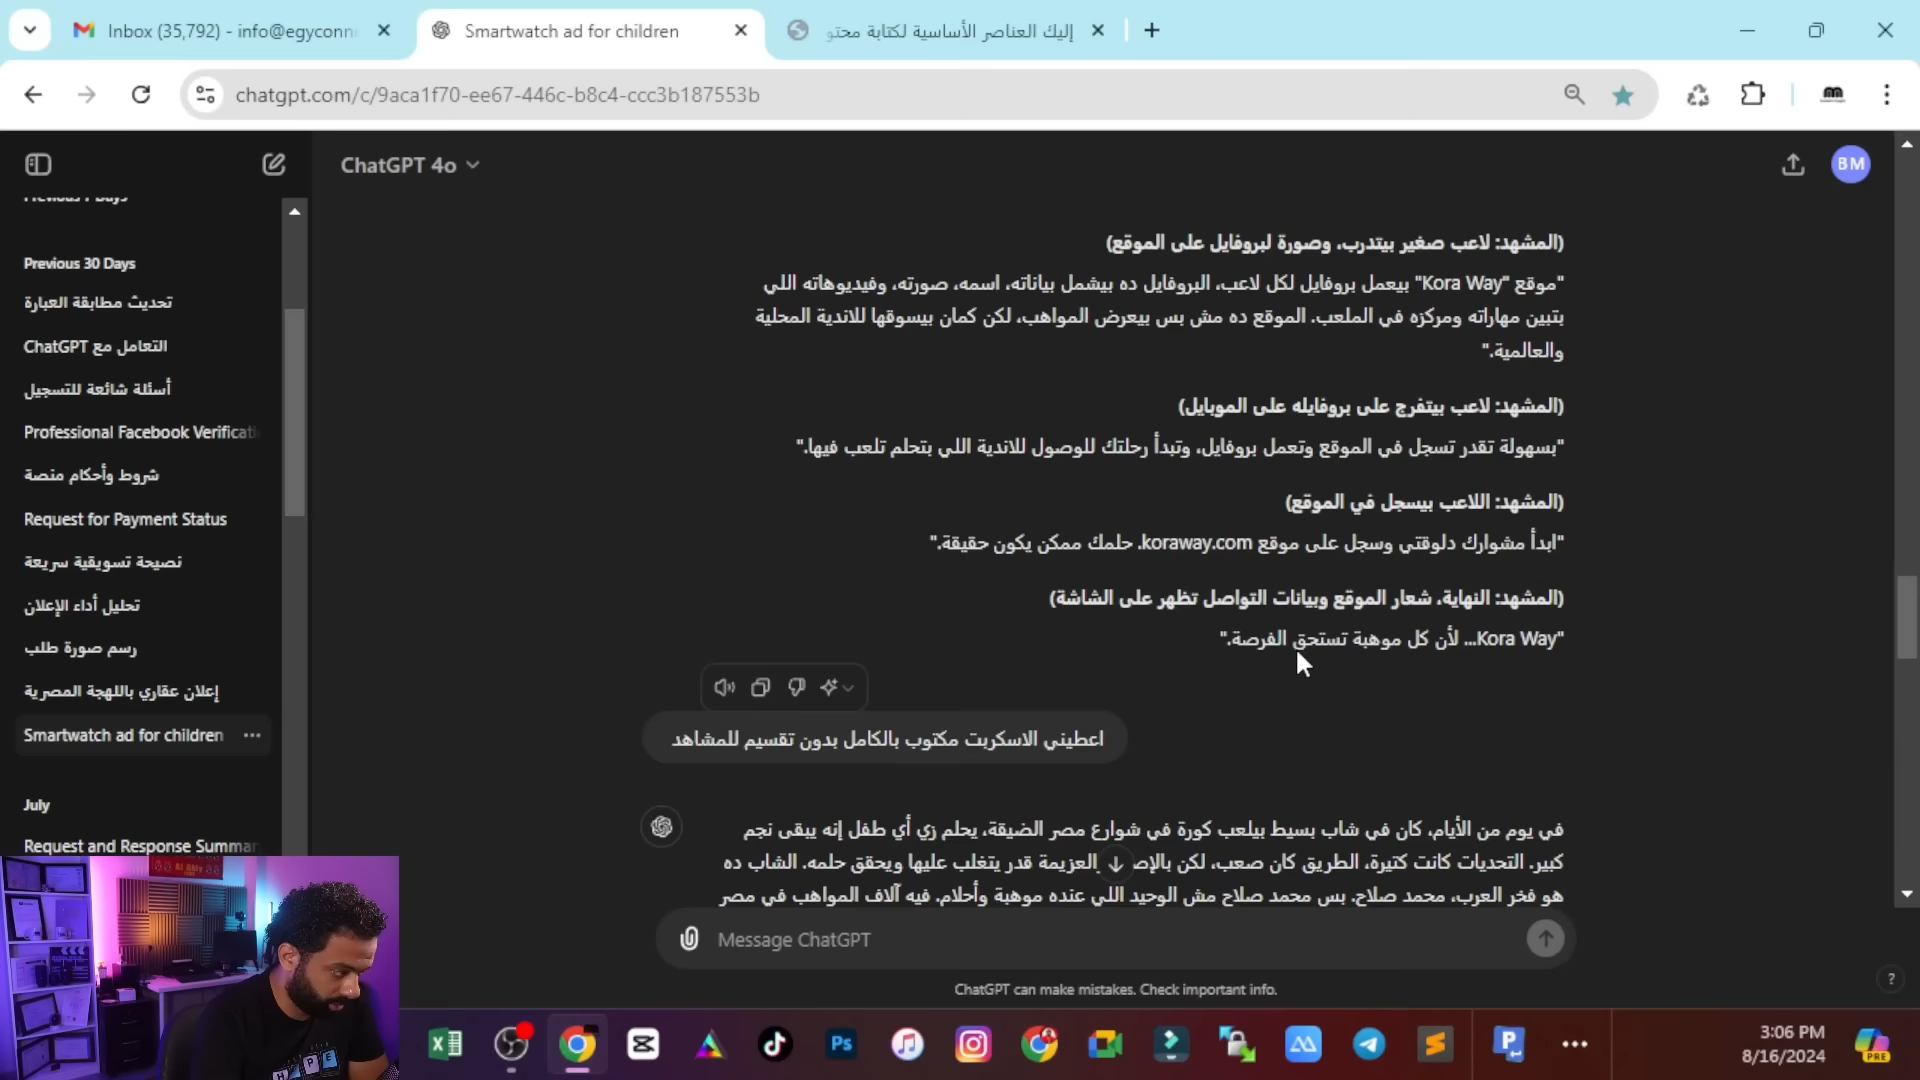 Inbox (35,792) - info@egyconn
Smartwatch ad for children
إليك العناصر الأساسية لكتابة محتو
chatgpt.com/c/9aca1f70-ee67-446c-b8c4-ccc3b187553b
ChatGPT 4o
BM
Previous 7 Days
Previous 30 Days
تحديث مطابقة العبارة
التعامل مع ChatGPT
أسئلة شائعة للتسجيل
Professional Facebook Verificati
شروط وأحكام منصة
Request for Payment Status
نصيحة تسويقية سريعة
تحليل أداء الإعلان
رسم صورة طلب
إعلان عقاري باللهجة المصرية
Smartwatch ad for children
July
Request and Response Summar
(المشهد: لاعب صغير بيتدرب، وصورة لبروفايل على الموقع)
"موقع "Kora Way" بيعمل بروفايل لكل لاعب، البروفايل ده بيشمل بياناته، اسمه، صورته، وفيديوهاته اللي
بتبين مهاراته ومركزه في الملعب. الموقع ده مش بس بيعرض المواهب، لكن كمان بيسوقها للاندية المحلية
والعالمية."
(المشهد: لاعب بيتفرج على بروفايله على الموبايل)
"بسهولة تقدر تسجل في الموقع وتعمل بروفايل، وتبدأ رحلتك للوصول للاندية اللي بتحلم تلعب فيها."
(المشهد: اللاعب بيسجل في الموقع)
"ابدأ مشوارك دلوقتي وسجل على موقع koraway.com. حلمك ممكن يكون حقيقة."
(المشهد: النهاية، شعار الموقع وبيانات التواصل تظهر على الشاشة)
"Kora Way... لأن كل موهبة تستحق الفرصة."
اعطيني الاسكربت مكتوب بالكامل بدون تقسيم للمشاهد
في يوم من الأيام، كان في شاب بسيط بيلعب كورة في شوارع مصر الضيقة، يحلم زي أي طفل إنه يبقى نجم
كبير. التحديات كانت كتيرة، الطريق كان صعب، لكن بالإص العزيمة قدر يتغلب عليها ويحقق حلمه. الشاب ده
هو فخر العرب، محمد صلاح. بس محمد صلاح مش الوحيد اللي عنده موهبة وأحلام. فيه آلاف المواهب في مصر
Message ChatGPT
ChatGPT can make mistakes. Check important info.
?
Ps
3:06 PM
8/16/2024
PRE